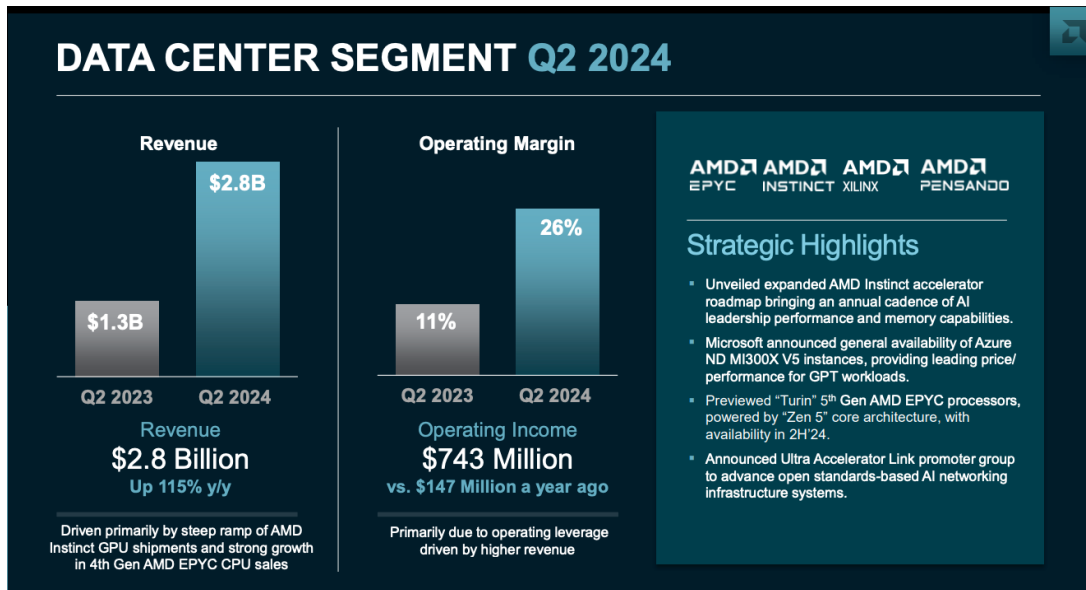 DATA CENTER SEGMENT Q2 2024
Revenue
$1.3B
$2.8B
Q2 2023
Q2 2024
Revenue
$2.8 Billion
Up 115% y/y
Driven primarily by steep ramp of AMD
Instinct GPU shipments and strong growth
in 4th Gen AMD EPYC CPU sales
Operating Margin
11%
26%
Q2 2023
Q2 2024
Operating Income
$743 Million
vs. $147 Million a year ago
Primarily due to operating leverage
driven by higher revenue
AMD EPYC
AMD INSTINCT
AMD XILINX
AMD PENSANDO
Strategic Highlights
▪ Unveiled expanded AMD Instinct accelerator
roadmap bringing an annual cadence of AI
leadership performance and memory capabilities.
▪ Microsoft announced general availability of Azure
ND MI300X V5 instances, providing leading price/
performance for GPT workloads.
▪ Previewed “Turin” 5th Gen AMD EPYC processors,
powered by “Zen 5” core architecture, with
availability in 2H’24.
▪ Announced Ultra Accelerator Link promoter group
to advance open standards-based AI networking
infrastructure systems.